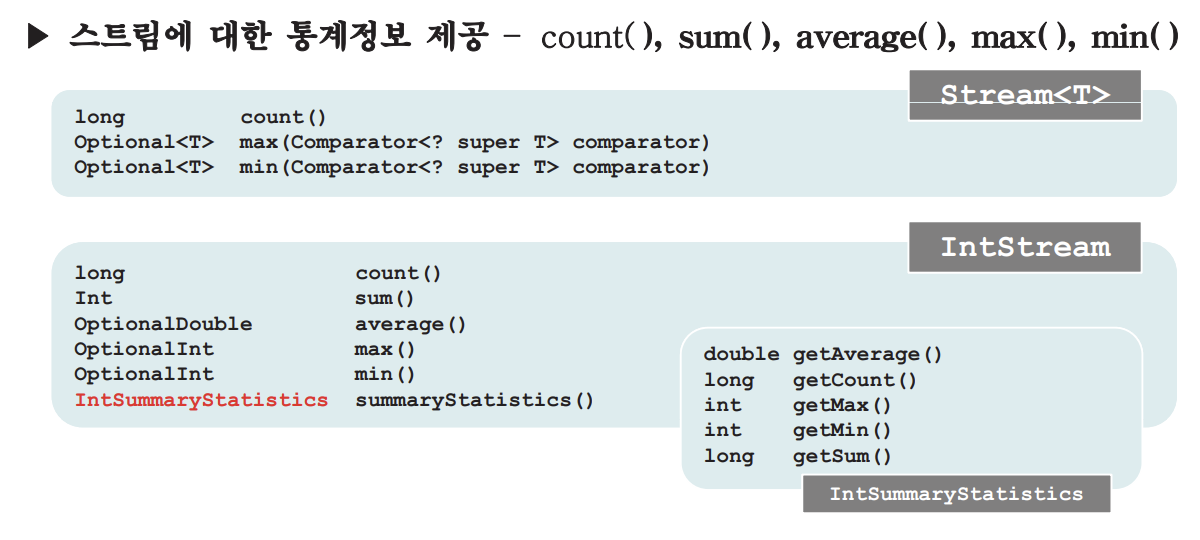 ▶ 스트림에 대한 통계정보 제공 - count(), sum(), average(), max(), min()
Stream<T>
long count()
Optional<T> max(Comparator<? super T> comparator)
Optional<T> min(Comparator<? super T> comparator)
IntStream
long count()
Int sum()
OptionalDouble average()
OptionalInt max()
OptionalInt min()
IntSummaryStatistics summaryStatistics()
double getAverage()
long getCount()
int getMax()
int getMin()
long getSum()
IntSummaryStatistics